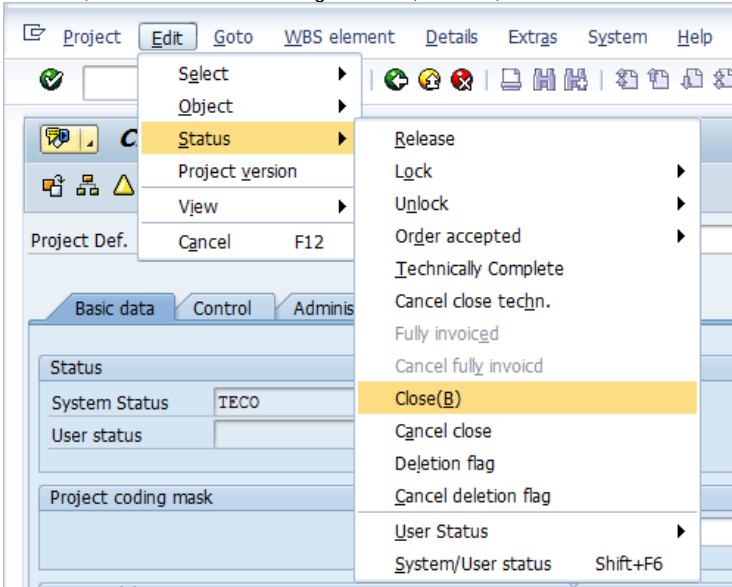 Project Edit Goto WBS element Details Extras System Help
Select
Object
C
Status
Project version
View
Cancel F12
Release
Lock
Unlock
Order accepted
Technically Complete
Cancel close techn.
Fully invoiced
Cancel fully invoicd
Close(B)
Cancel close
Deletion flag
Cancel deletion flag
User Status
System/User status Shift+F6
Project Def.
Basic data Control Adminis
Status
System Status TECO
User status
Project coding mask